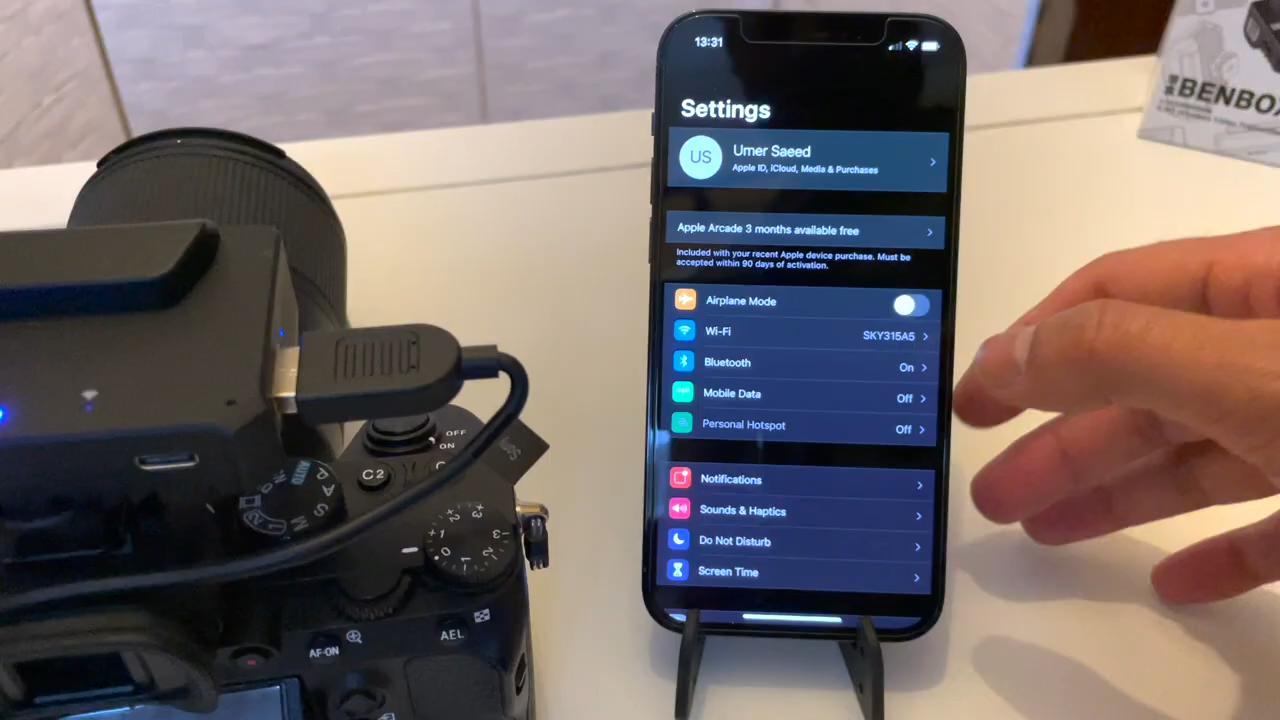 13:31
Settings
US
Umer Saeed
Apple ID, iCloud, Media & Purchases
Apple Arcade 3 months available free
Included with your recent Apple device purchase. Must be
accepted within 90 days of activation.
Airplane Mode
Wi-Fi SKY315A5
Bluetooth On
Mobile Data Off
Personal Hotspot Off
Notifications
Sounds & Haptics
Do Not Disturb
Screen Time
BENBO
OFF
ON
C2
AUTO
P
A
S
M
AF-ON
AEL